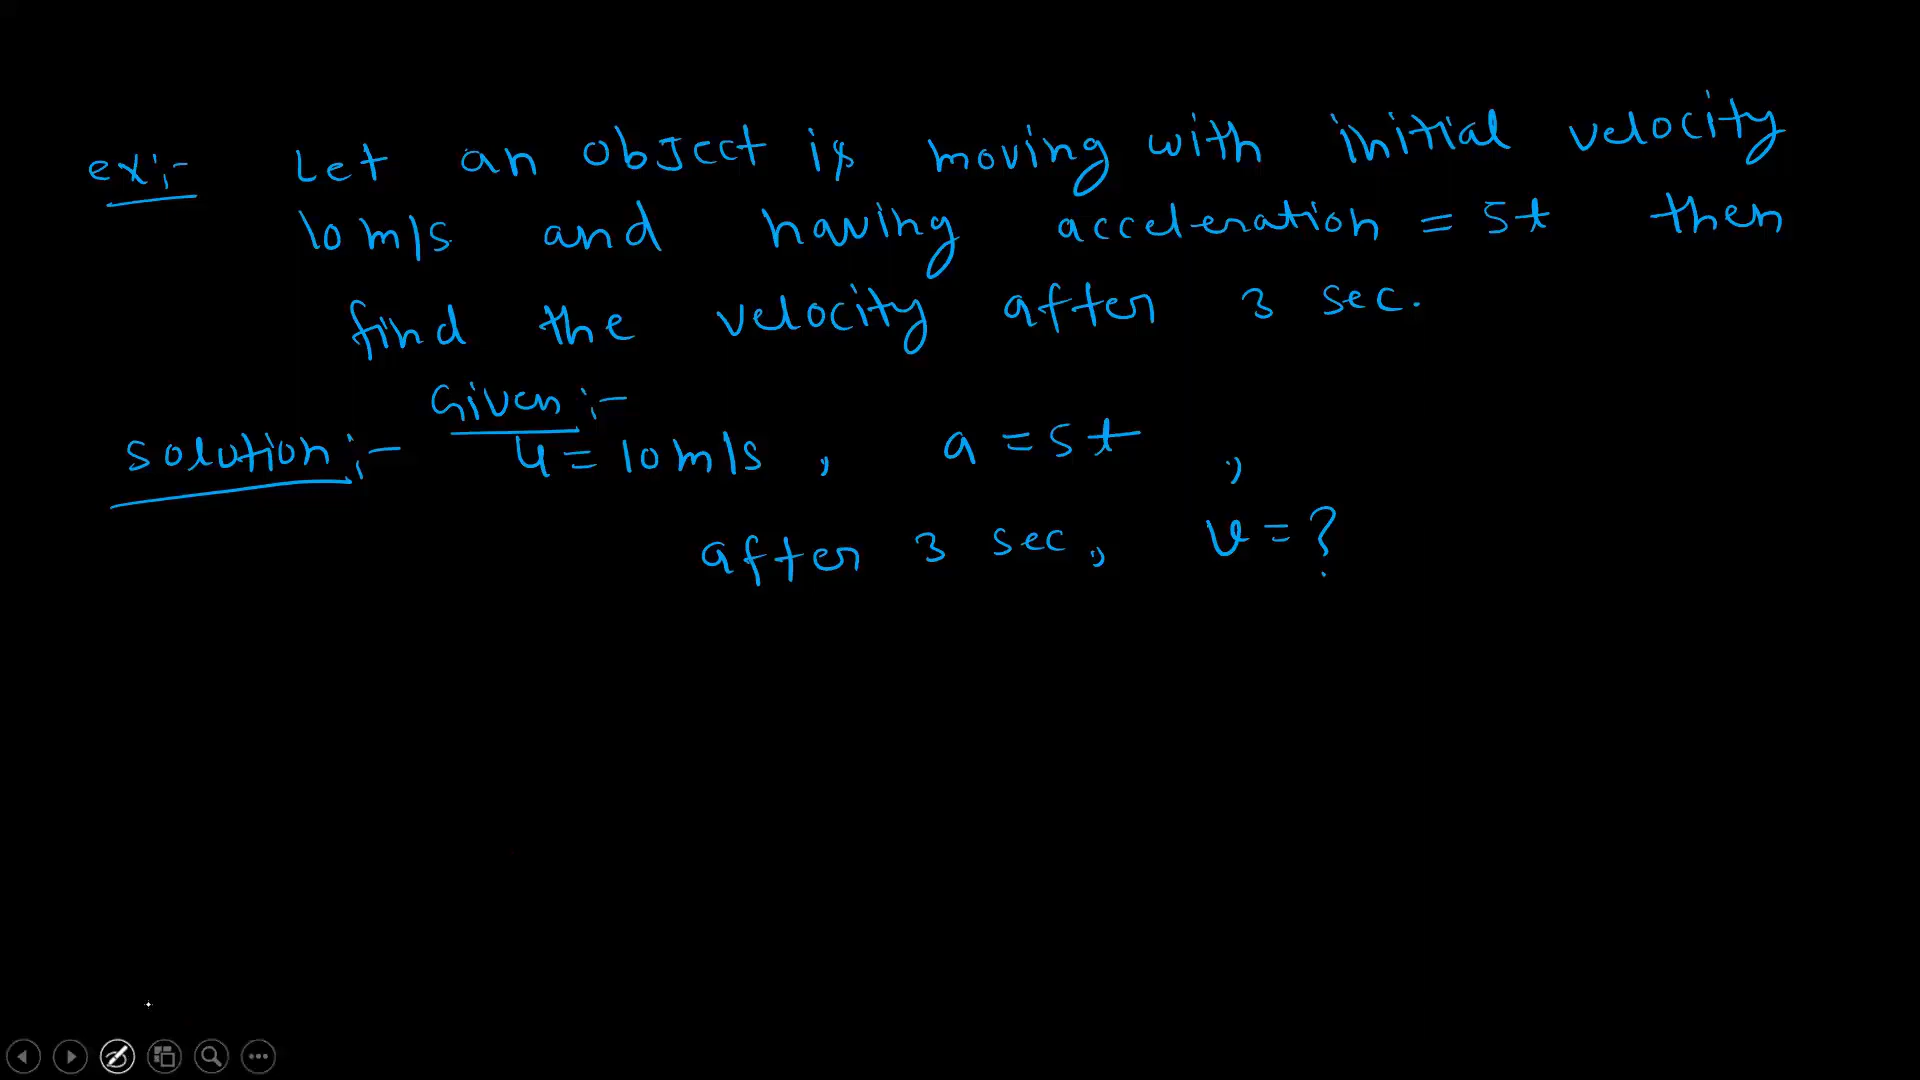 ex:- Let an object is moving with initial velocity
10 m/s and having acceleration = 5t then
find the velocity after 3 sec.
Given:-
solution:- u = 10 m/s , a = 5t ,
after 3 sec, v = ?